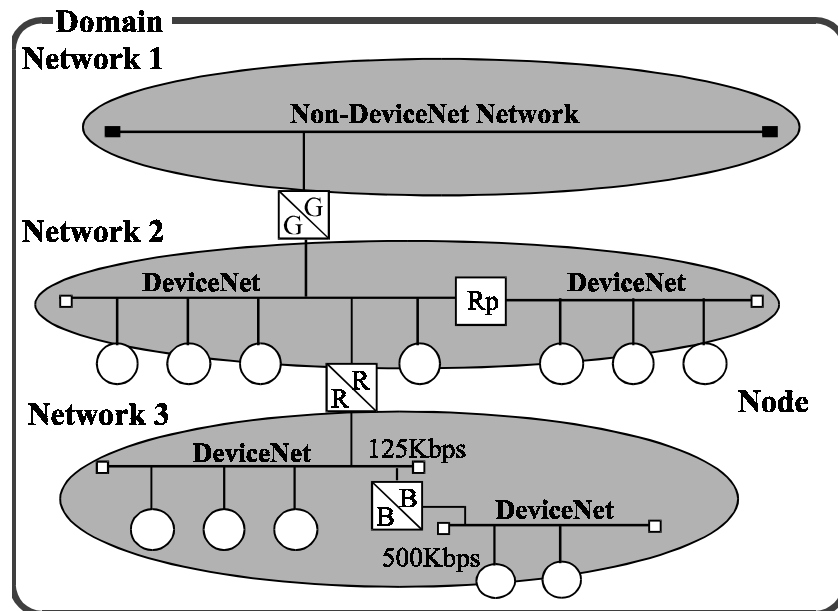 Domain
Network 1
Non-DeviceNet Network
G
G
Network 2
DeviceNet
DeviceNet
Rp
R
R
Node
Network 3
DeviceNet
125Kbps
B
B
DeviceNet
500Kbps